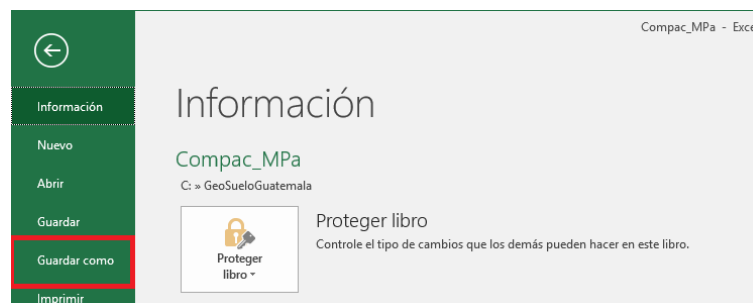 Compac_MPa - Exce
Información
Nuevo
Abrir
Guardar
Guardar como
Imprimir
Información
Compac_MPa
C: » GeoSueloGuatemala
Proteger
libro
Proteger libro
Controle el tipo de cambios que los demás pueden hacer en este libro.